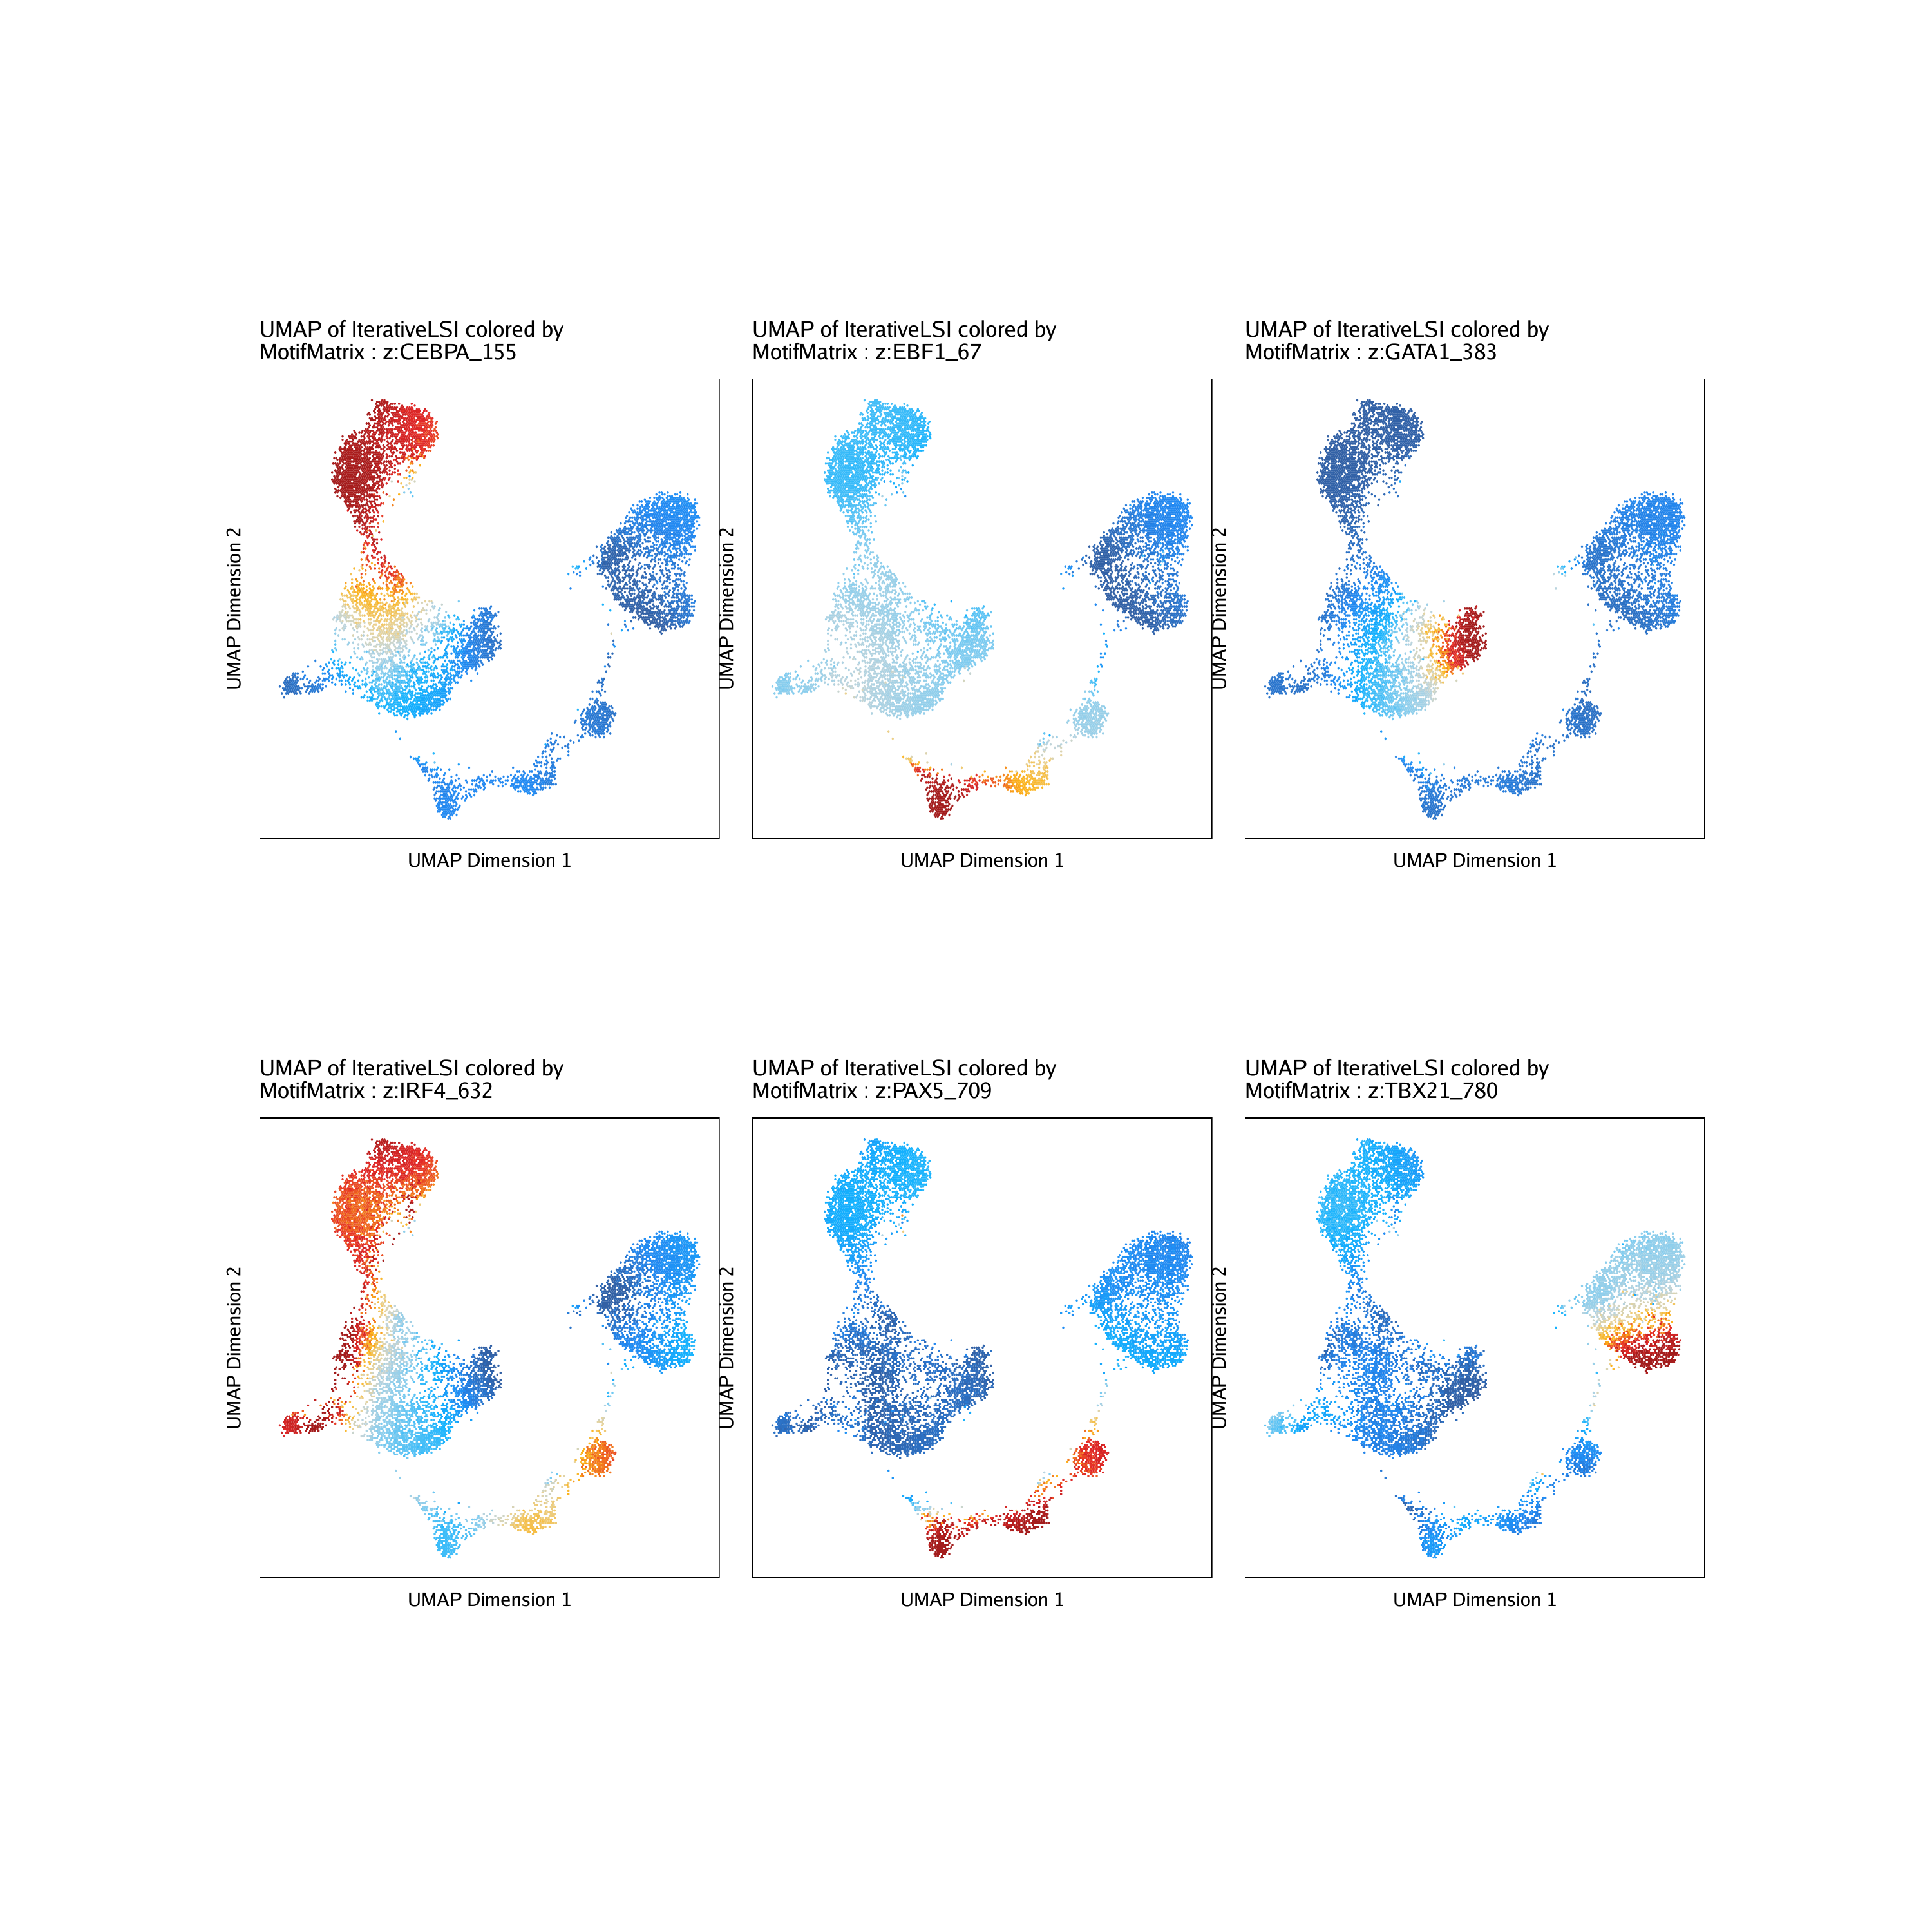 UMAP of IterativeLSI colored by
MotifMatrix : z:CEBPA_155
UMAP Dimension 2
UMAP Dimension 1
UMAP of IterativeLSI colored by
MotifMatrix : z:EBF1_67
UMAP Dimension 2
UMAP Dimension 1
UMAP of IterativeLSI colored by
MotifMatrix : z:GATA1_383
UMAP Dimension 2
UMAP Dimension 1
UMAP of IterativeLSI colored by
MotifMatrix : z:IRF4_632
UMAP Dimension 2
UMAP Dimension 1
UMAP of IterativeLSI colored by
MotifMatrix : z:PAX5_709
UMAP Dimension 2
UMAP Dimension 1
UMAP of IterativeLSI colored by
MotifMatrix : z:TBX21_780
UMAP Dimension 2
UMAP Dimension 1